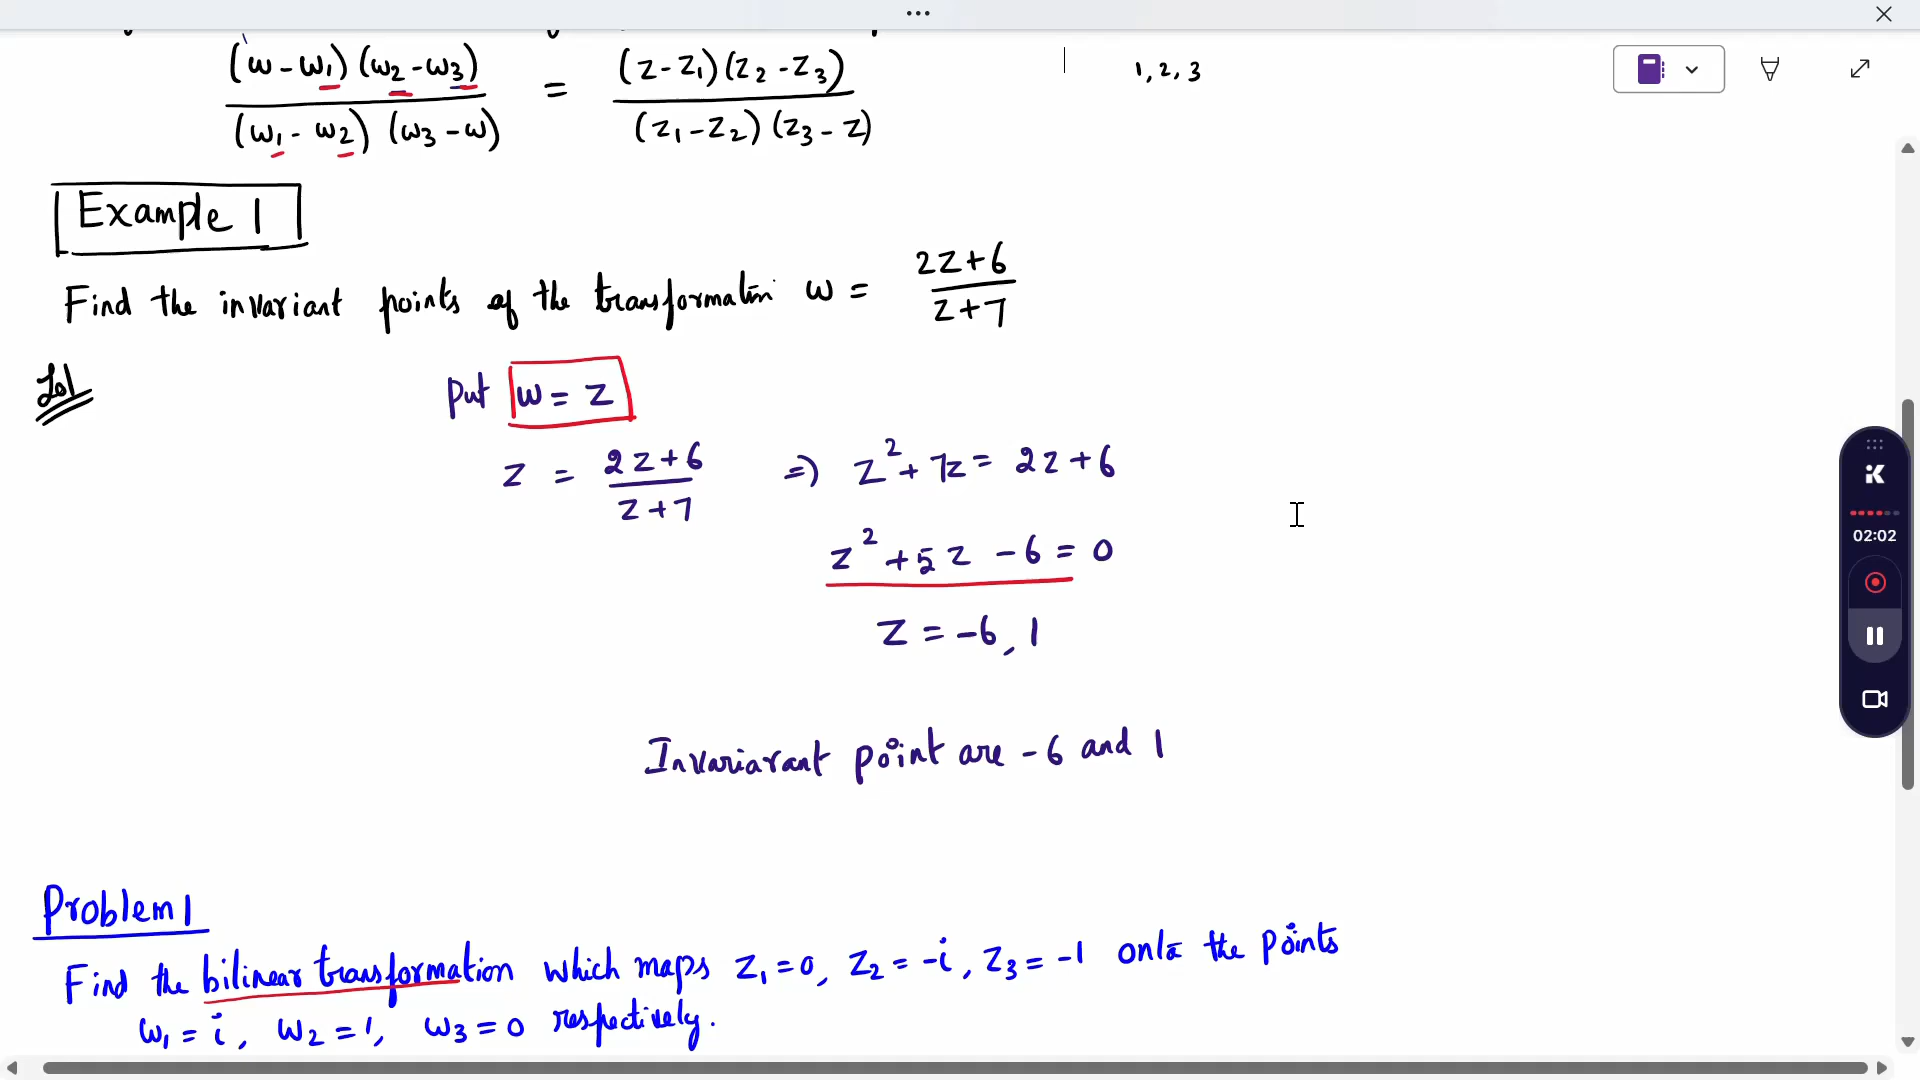 (w - w1) (w2 - w3) / (w1 - w2) (w3 - w) = (z - z1) (z2 - z3) / (z1 - z2) (z3 - z)
1, 2, 3
Example 1
Find the invariant points of the transformation w = 2z+6 / z+7
Sol
Put w = z
z = 2z+6 / z+7 => z² + 7z = 2z+6
z² + 5z - 6 = 0
z = -6, 1
Invariarant point are -6 and 1
02:02
Problem 1
Find the bilinear transformation which maps z1 = 0, z2 = -i, z3 = -1 onto the points
w1 = i, w2 = 1, w3 = 0 respectively.